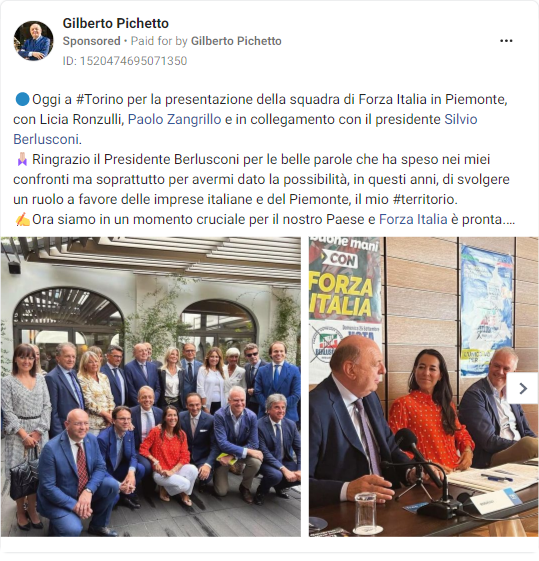 Gilberto Pichetto
Sponsored • Paid for by Gilberto Pichetto
ID: 1520474695071350
🔵Oggi a #Torino per la presentazione della squadra di Forza Italia in Piemonte,
con Licia Ronzulli, Paolo Zangrillo e in collegamento con il presidente Silvio
Berlusconi.
🙏🏻 Ringrazio il Presidente Berlusconi per le belle parole che ha speso nei miei
confronti ma soprattutto per avermi dato la possibilità, in questi anni, di svolgere
un ruolo a favore delle imprese italiane e del Piemonte, il mio #territorio.
✍️Ora siamo in un momento cruciale per il nostro Paese e Forza Italia è pronta....
buone mani
CON
FORZA
ITALIA
VOTA